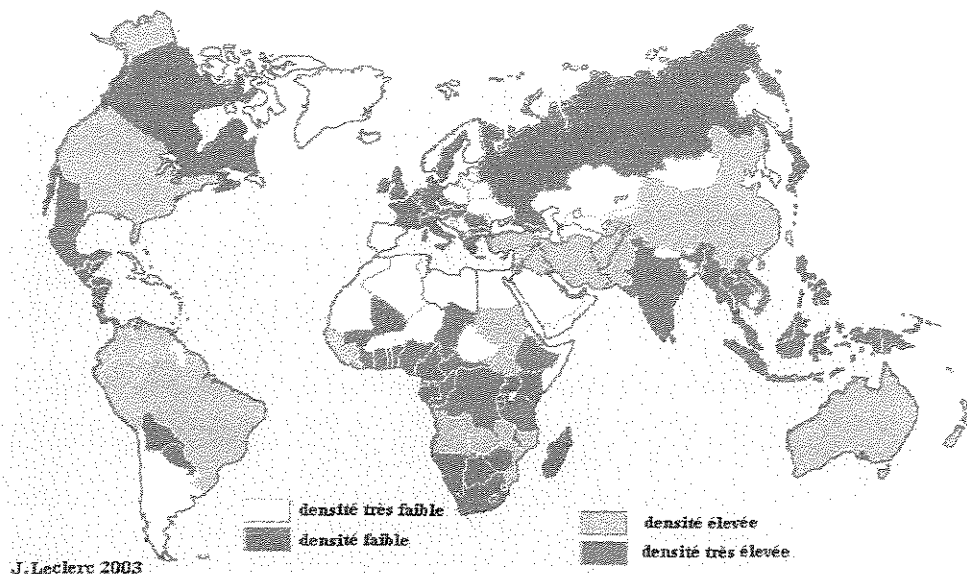 densité très faible
densité faible
densité élevée
densité très élevée
J.Leclerc 2003